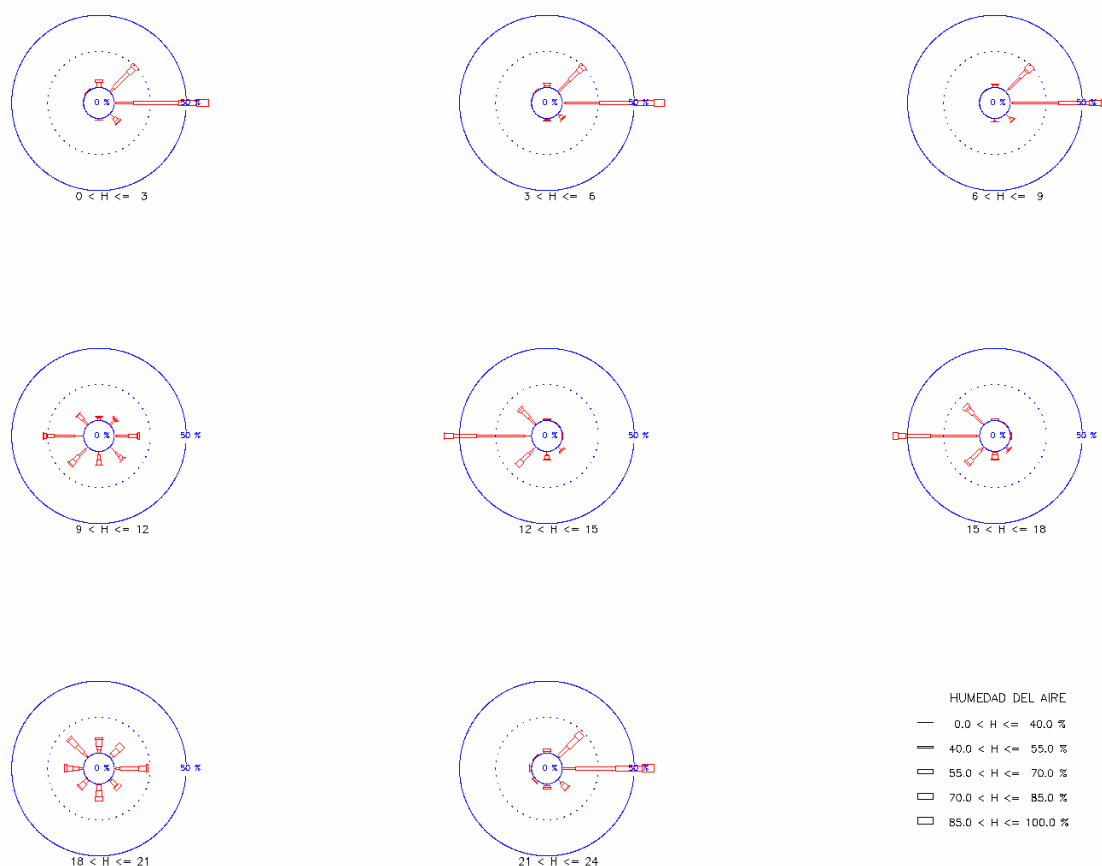 0 %
50 %
0 < H <= 3
0 %
50 %
3 < H <= 6
0 %
50 %
6 < H <= 9
0 %
50 %
9 < H <= 12
0 %
50 %
12 < H <= 15
0 %
50 %
15 < H <= 18
0 %
50 %
18 < H <= 21
0 %
50 %
21 < H <= 24
HUMEDAD DEL AIRE
0.0 < H <= 40.0 %
40.0 < H <= 55.0 %
55.0 < H <= 70.0 %
70.0 < H <= 85.0 %
85.0 < H <= 100.0 %